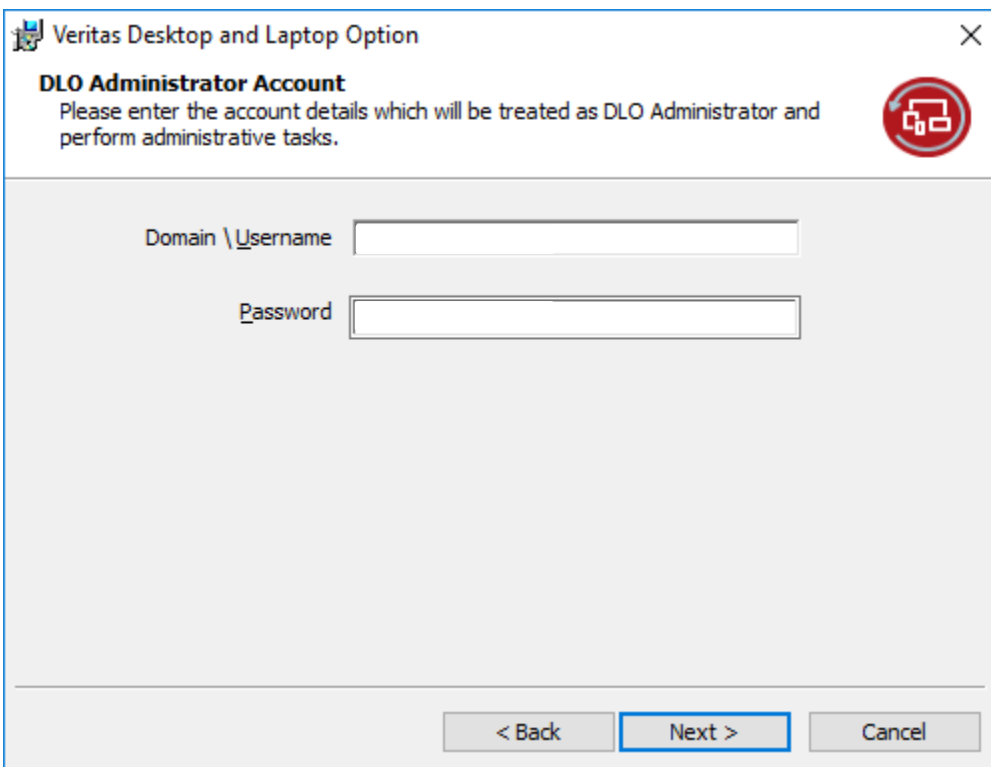 Veritas Desktop and Laptop Option
DLO Administrator Account
Please enter the account details which will be treated as DLO Administrator and
perform administrative tasks.
Domain \ Username
Password
< Back
Next >
Cancel